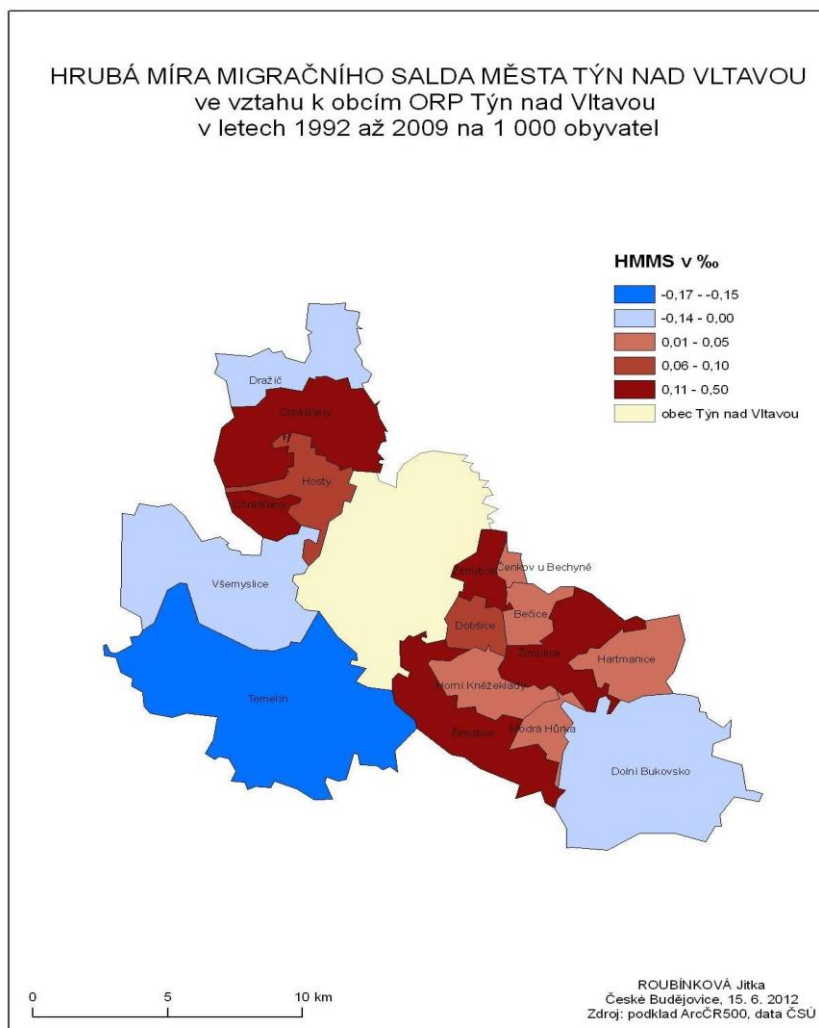 HRUBÁ MÍRA MIGRAČNÍHO SALDA MĚSTA TÝN NAD VLTAVOU
ve vztahu k obcím ORP Týn nad Vltavou
v letech 1992 až 2009 na 1 000 obyvatel
HMMS v ‰
-0,17 - -0,15
-0,14 - 0,00
0,01 - 0,05
0,06 - 0,10
0,11 - 0,50
obec Týn nad Vltavou
Dražíč
Chrášťany
Hosty
Chrášťany
Všemyslice
Temelín
Žimutice
Čenkov u Bechyně
Bečice
Dobšice
Žimutice
Hartmanice
Horní Kněžeklady
Žimutice
Modrá Hůrka
Dolní Bukovsko
0 5 10 km
ROUBÍNKOVÁ Jitka
České Budějovice, 15. 6. 2012
Zdroj: podklad ArcČR500, data ČSÚ